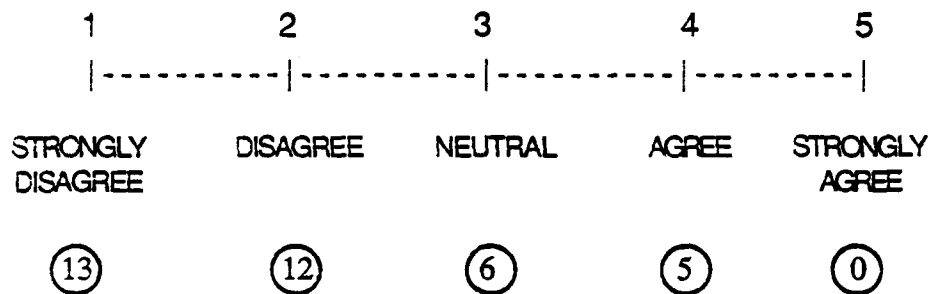 1 2 3 4 5
|----------|----------|----------|---------|
STRONGLY DISAGREE NEUTRAL AGREE STRONGLY
DISAGREE AGREE
13 12 6 5 0